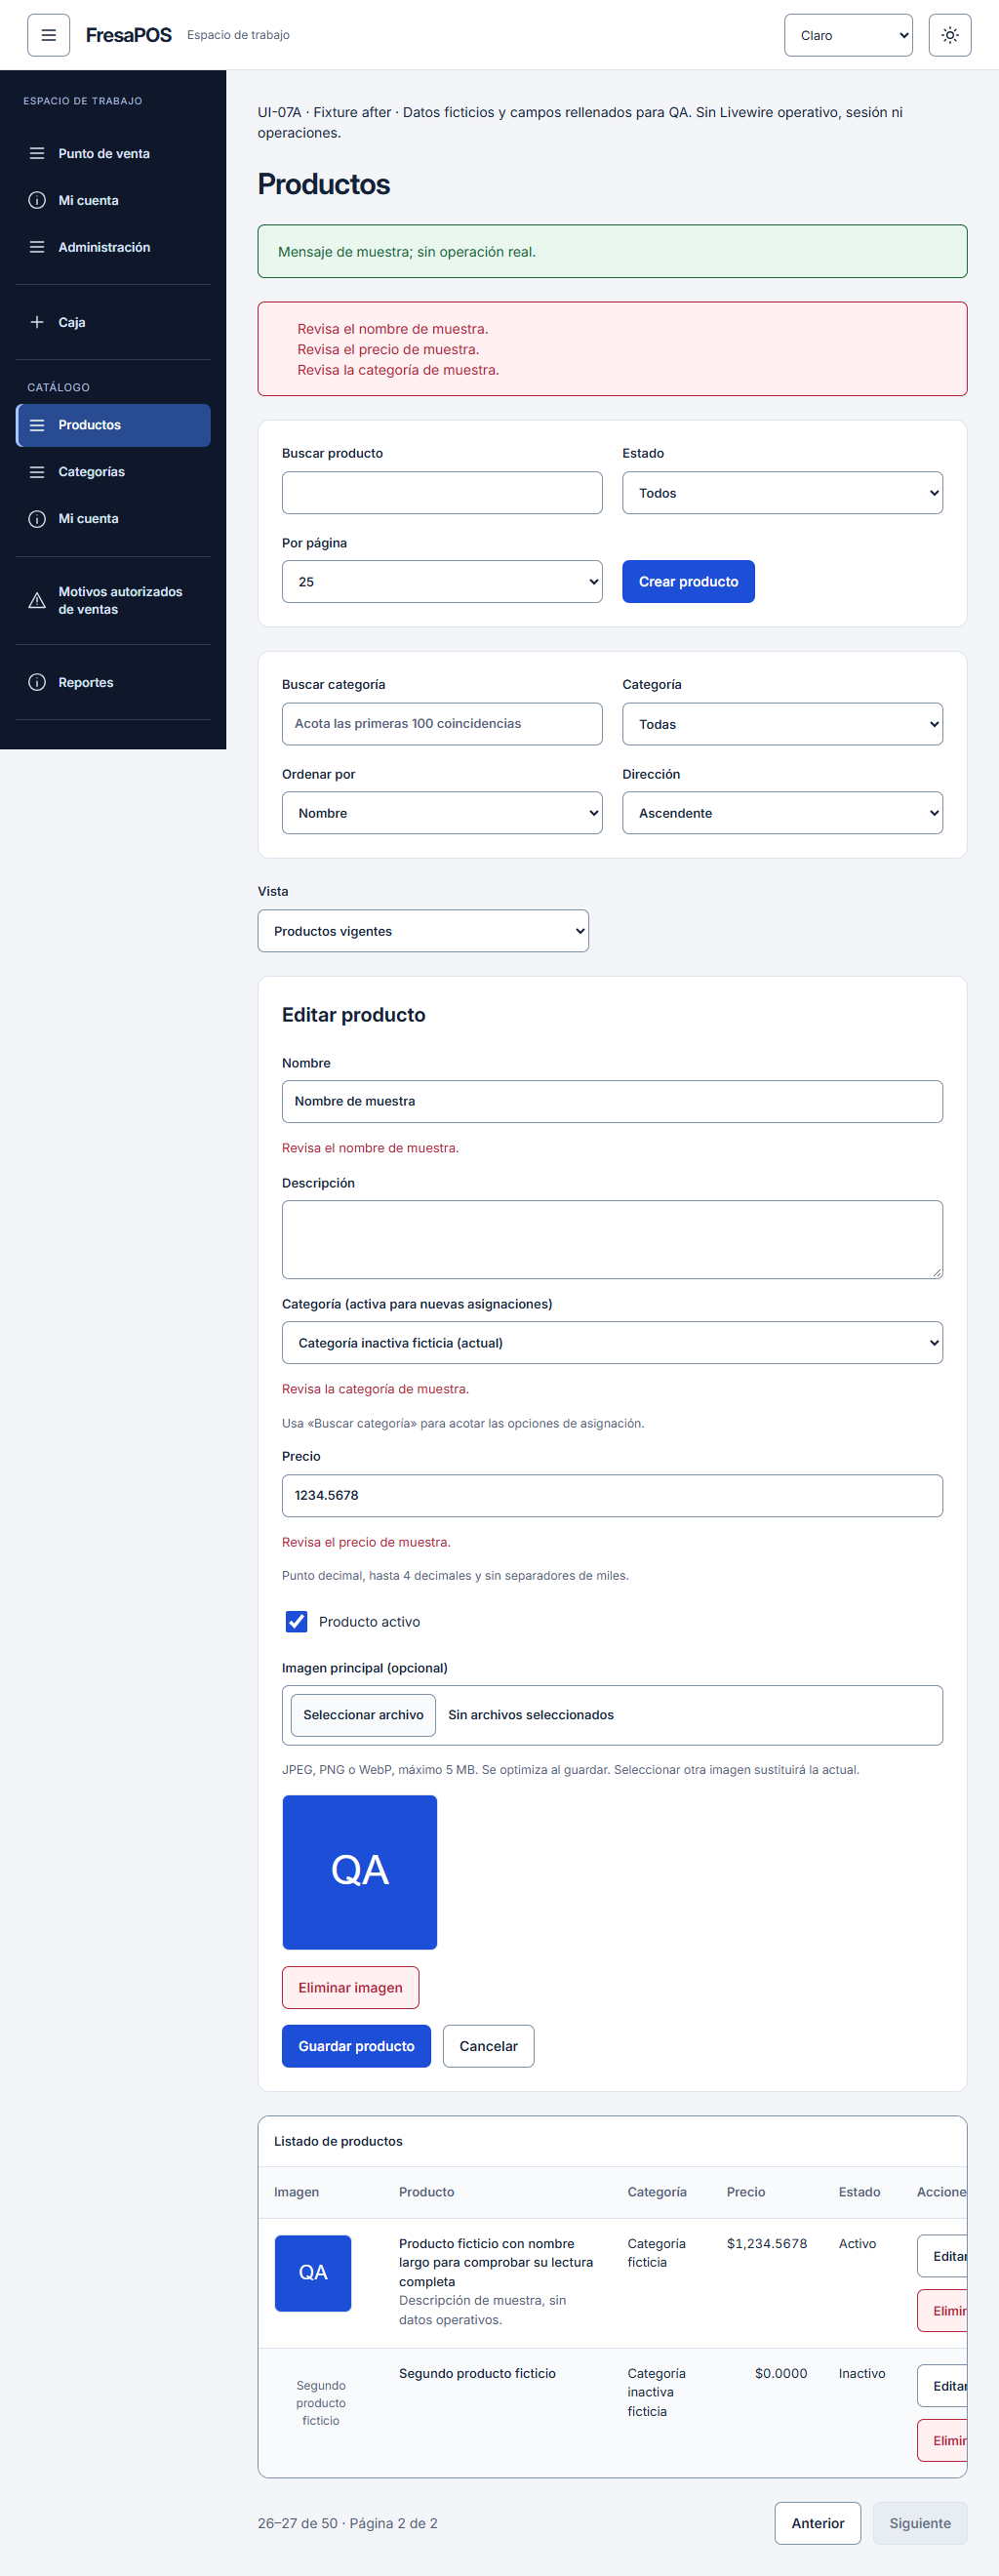 FresaPOS
Espacio de trabajo
Claro
ESPACIO DE TRABAJO
Punto de venta
Mi cuenta
Administración
Caja
CATÁLOGO
Productos
Categorías
Mi cuenta
Motivos autorizados
de ventas
Reportes
UI-07A · Fixture after · Datos ficticios y campos rellenados para QA. Sin Livewire operativo, sesión ni
operaciones.
Productos
Mensaje de muestra; sin operación real.
Revisa el nombre de muestra.
Revisa el precio de muestra.
Revisa la categoría de muestra.
Buscar producto
Estado
Todos
Por página
25
Crear producto
Buscar categoría
Categoría
Acota las primeras 100 coincidencias
Todas
Ordenar por
Dirección
Nombre
Ascendente
Vista
Productos vigentes
Editar producto
Nombre
Nombre de muestra
Revisa el nombre de muestra.
Descripción
Categoría (activa para nuevas asignaciones)
Categoría inactiva ficticia (actual)
Revisa la categoría de muestra.
Usa «Buscar categoría» para acotar las opciones de asignación.
Precio
1234.5678
Revisa el precio de muestra.
Punto decimal, hasta 4 decimales y sin separadores de miles.
Producto activo
Imagen principal (opcional)
Seleccionar archivo Sin archivos seleccionados
JPEG, PNG o WebP, máximo 5 MB. Se optimiza al guardar. Seleccionar otra imagen sustituirá la actual.
QA
Eliminar imagen
Guardar producto
Cancelar
Listado de productos
Imagen Producto Categoría Precio Estado Accione
QA
Producto ficticio con nombre
largo para comprobar su lectura
completa
Descripción de muestra, sin
datos operativos.
Categoría
ficticia
$1,234.5678
Activo
Editar
Elimir
Segundo
producto
ficticio
Segundo producto ficticio
Categoría
inactiva
ficticia
$0.0000
Inactivo
Editar
Elimir
26–27 de 50 · Página 2 de 2
Anterior
Siguiente